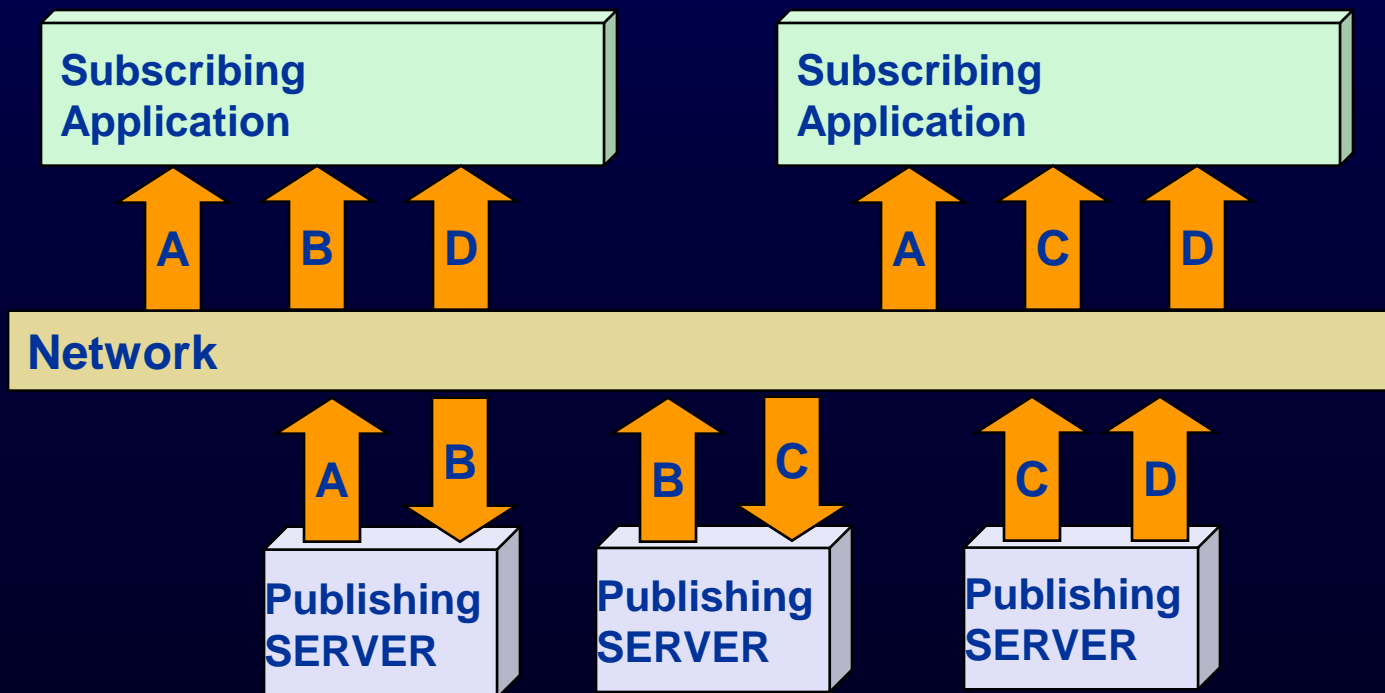 Subscribing
Application
Subscribing
Application
A
B
D
A
C
D
Network
A
B
B
C
C
D
Publishing
SERVER
Publishing
SERVER
Publishing
SERVER